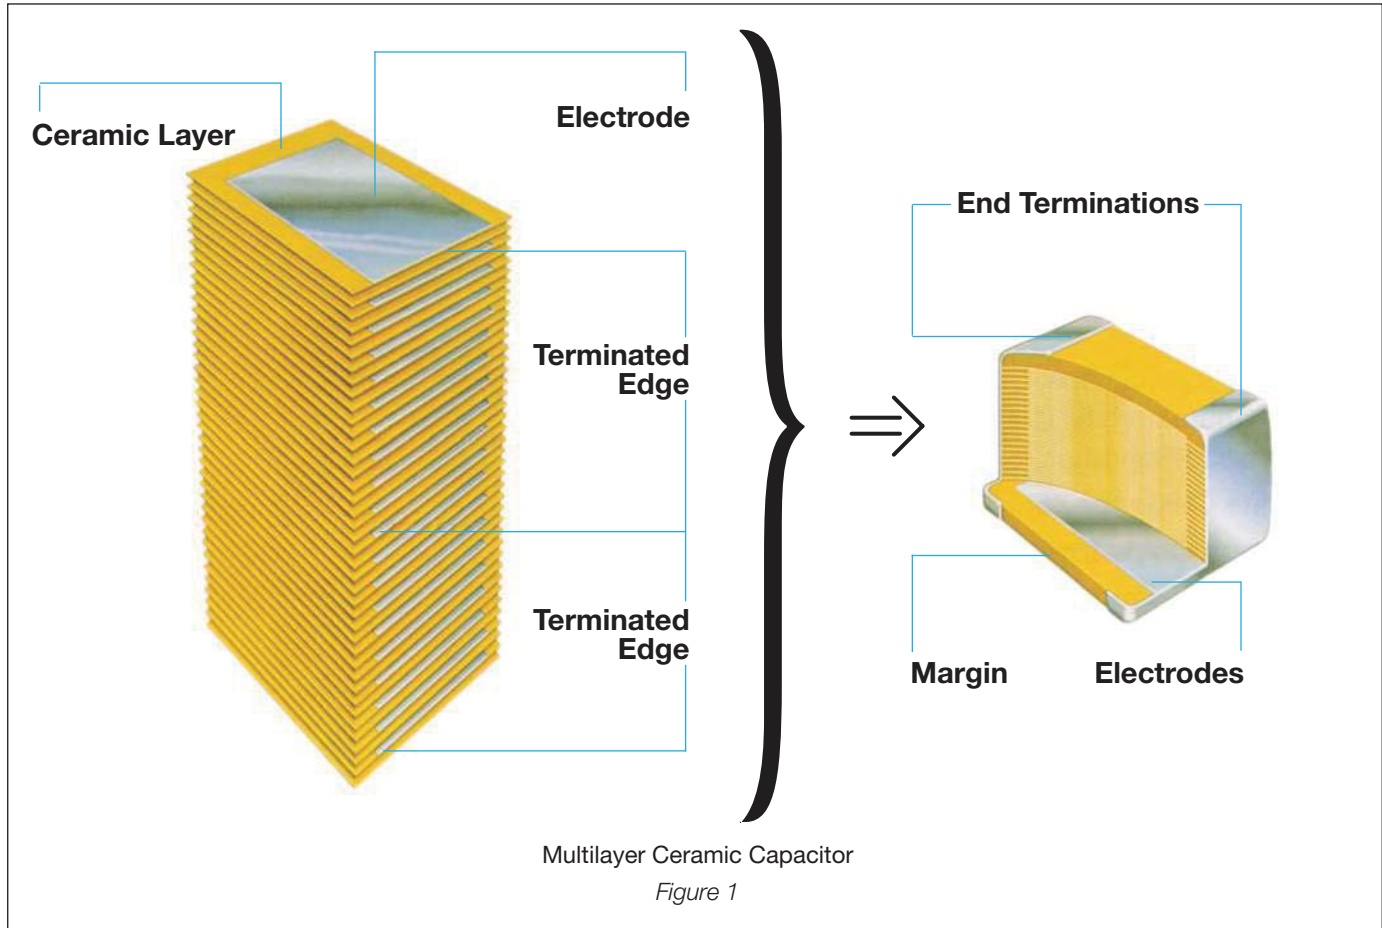 Ceramic Layer
Electrode
Terminated
Edge
Terminated
Edge
End Terminations
Margin
Electrodes
Multilayer Ceramic Capacitor
Figure 1